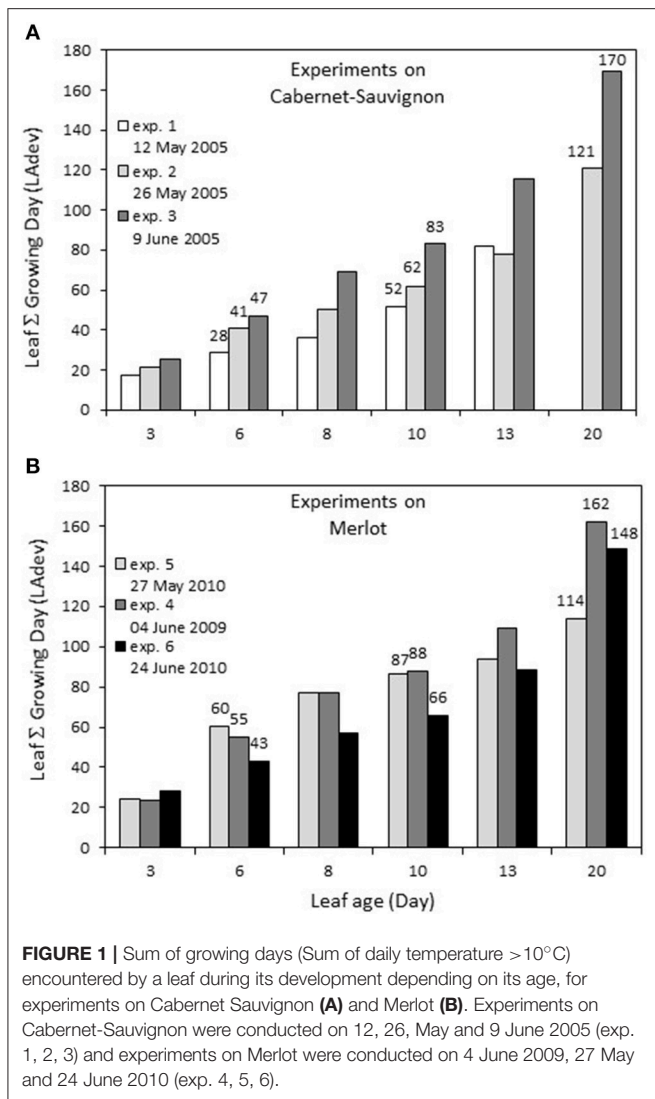 A
Experiments on
Cabernet-Sauvignon
exp. 1
12 May 2005
exp. 2
26 May 2005
exp. 3
9 June 2005
Leaf Σ Growing Day (LAdev)
180
160
140
120
100
80
60
40
20
0
28
41
47
52
62
83
121
170
3 6 8 10 13 20
B
Experiments on
Merlot
exp. 5
27 May 2010
exp. 4
04 June 2009
exp. 6
24 June 2010
Leaf Σ Growing Day (LAdev)
180
160
140
120
100
80
60
40
20
0
60
55
43
87
88
66
114
162
148
3 6 8 10 13 20
Leaf age (Day)
FIGURE 1 | Sum of growing days (Sum of daily temperature >10°C)
encountered by a leaf during its development depending on its age, for
experiments on Cabernet Sauvignon (A) and Merlot (B). Experiments on
Cabernet-Sauvignon were conducted on 12, 26, May and 9 June 2005 (exp.
1, 2, 3) and experiments on Merlot were conducted on 4 June 2009, 27 May
and 24 June 2010 (exp. 4, 5, 6).